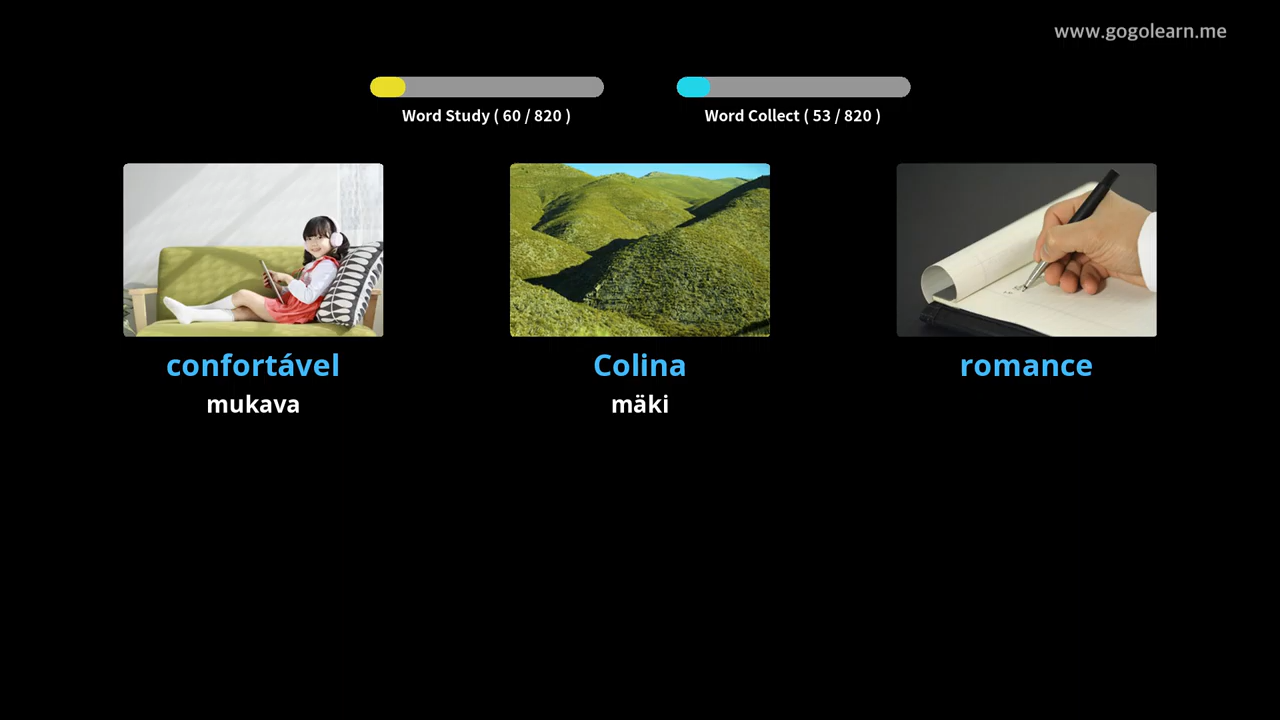 www.gogolearn.me
Word Study ( 60 / 820 )
Word Collect ( 53 / 820 )
confortável
Colina
romance
mukava
mäki